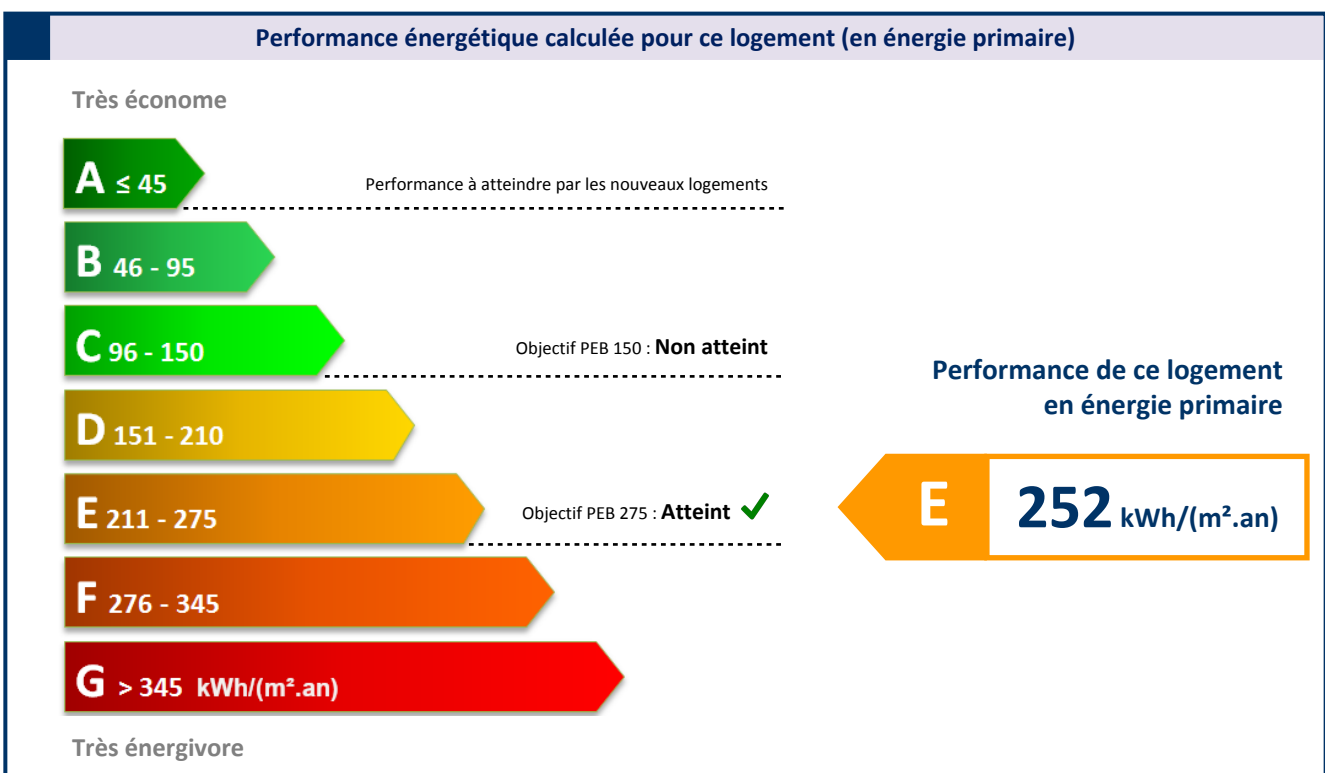 Performance énergétique calculée pour ce logement (en énergie primaire)
Très économe
A ≤ 45
Performance à atteindre par les nouveaux logements
B 46 - 95
C 96 - 150
Objectif PEB 150 : Non atteint
Performance de ce logement
en énergie primaire
D 151 - 210
E 211 - 275
Objectif PEB 275 : Atteint ✓
E 252 kWh/(m².an)
F 276 - 345
G > 345 kWh/(m².an)
Très énergivore